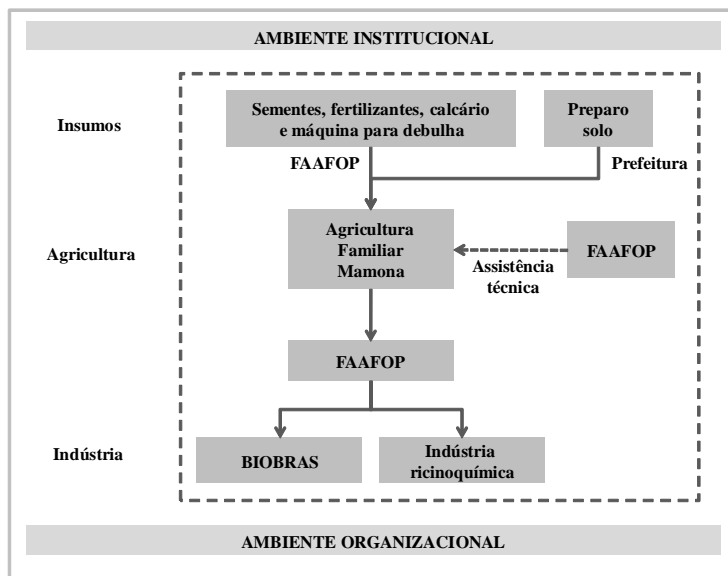 AMBIENTE INSTITUCIONAL
Insumos
Sementes, fertilizantes, calcário
e máquina para debulha
Preparo
solo
FAAFOP
Prefeitura
Agricultura
Agricultura
Familiar
Mamona
Assistência
técnica
FAAFOP
FAAFOP
Indústria
BIOBRAS
Indústria
ricinoquímica
AMBIENTE ORGANIZACIONAL